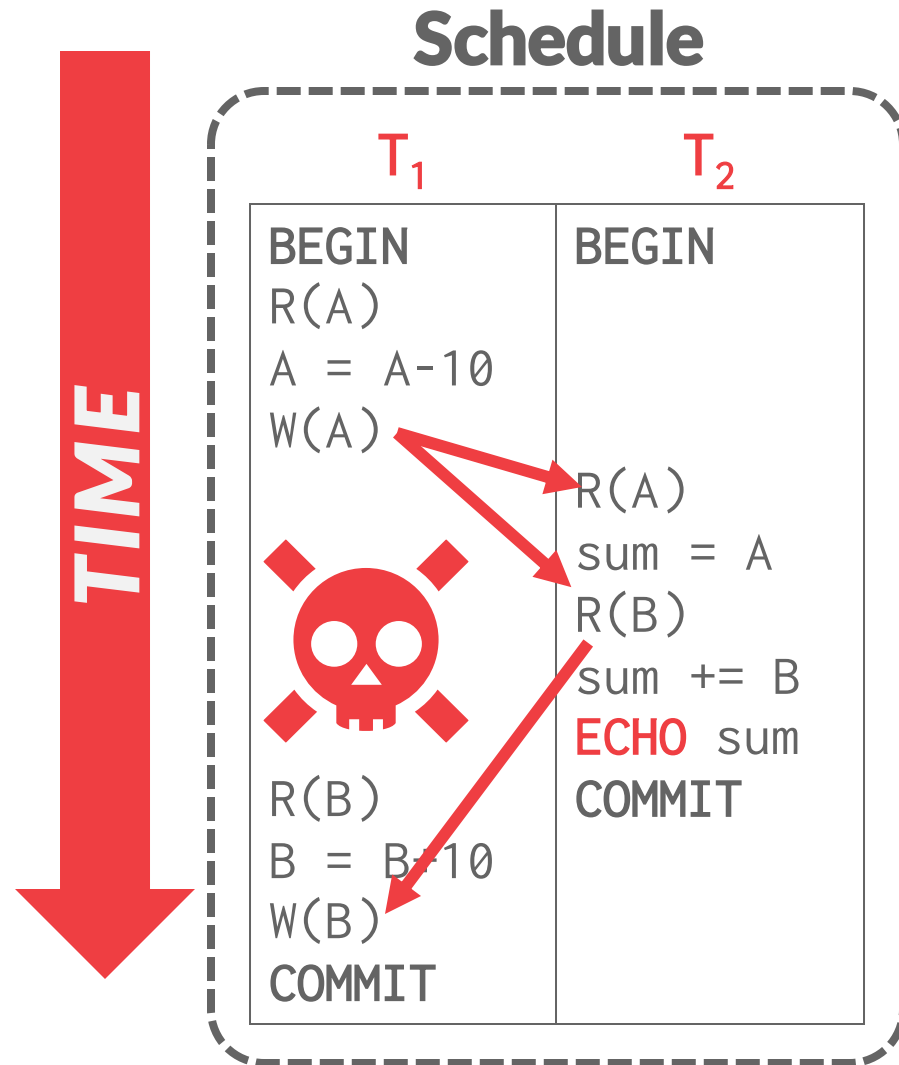 Schedule
TIME
T1
T2
BEGIN
R(A)
A = A-10
W(A)
R(B)
B = B+10
W(B)
COMMIT
BEGIN
R(A)
sum = A
R(B)
sum += B
ECHO sum
COMMIT